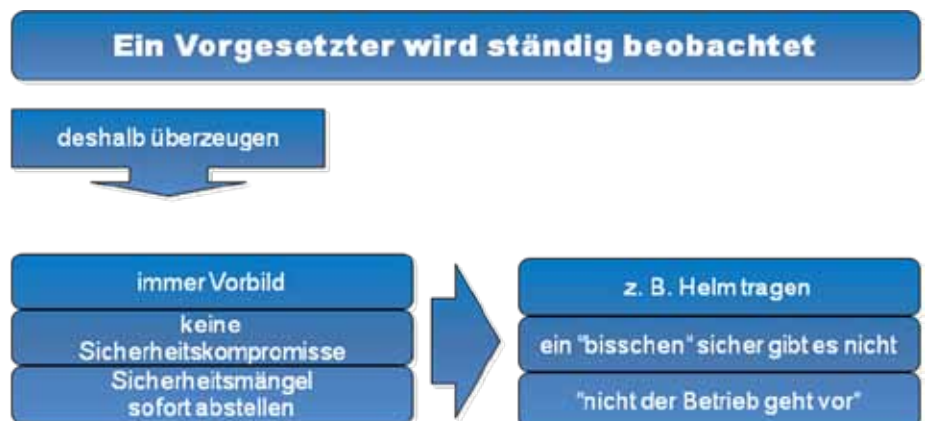 Ein Vorgesetzter wird ständig beobachtet
deshalb überzeugen
immer Vorbild
keine
Sicherheitskompromisse
Sicherheitsmängel
sofort abstellen
z. B. Helm tragen
ein "bisschen" sicher gibt es nicht
"nicht der Betrieb geht vor"